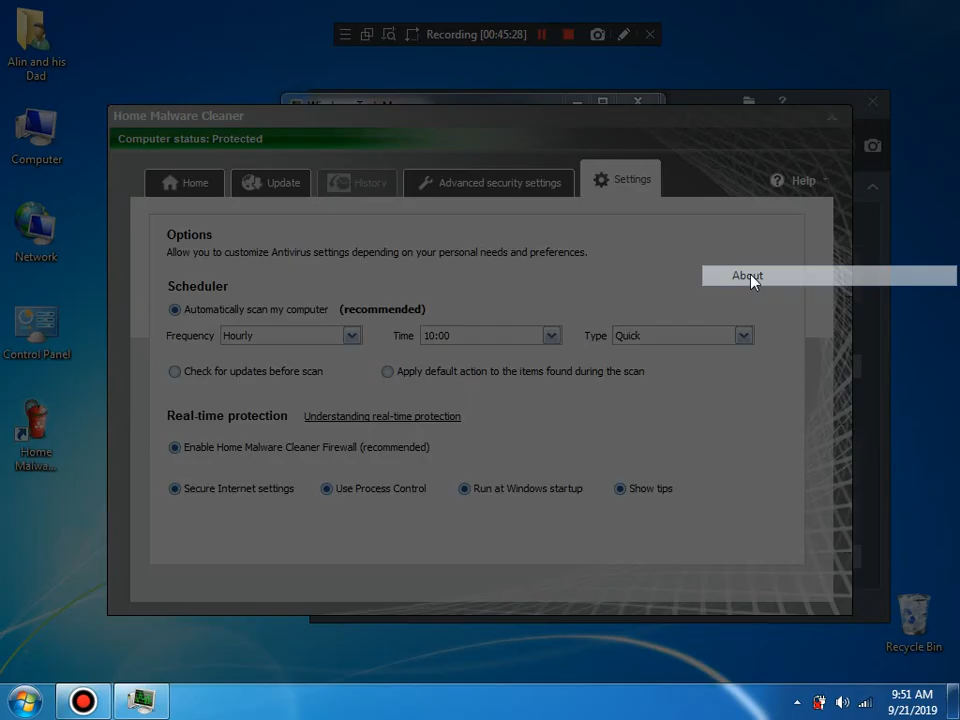 Alin and his
Dad
Computer
Network
Control Panel
Home
Malwa...
Recording [00:45:28]
Home Malware Cleaner
Computer status: Protected
Home
Update
History
Advanced security settings
Settings
Help
Options
Allow you to customize Antivirus settings depending on your personal needs and preferences.
About
Scheduler
Automatically scan my computer (recommended)
Frequency Hourly Time 10:00 Type Quick
Check for updates before scan Apply default action to the items found during the scan
Real-time protection Understanding real-time protection
Enable Home Malware Cleaner Firewall (recommended)
Secure Internet settings Use Process Control Run at Windows startup Show tips
Recycle Bin
9:51 AM
9/21/2019